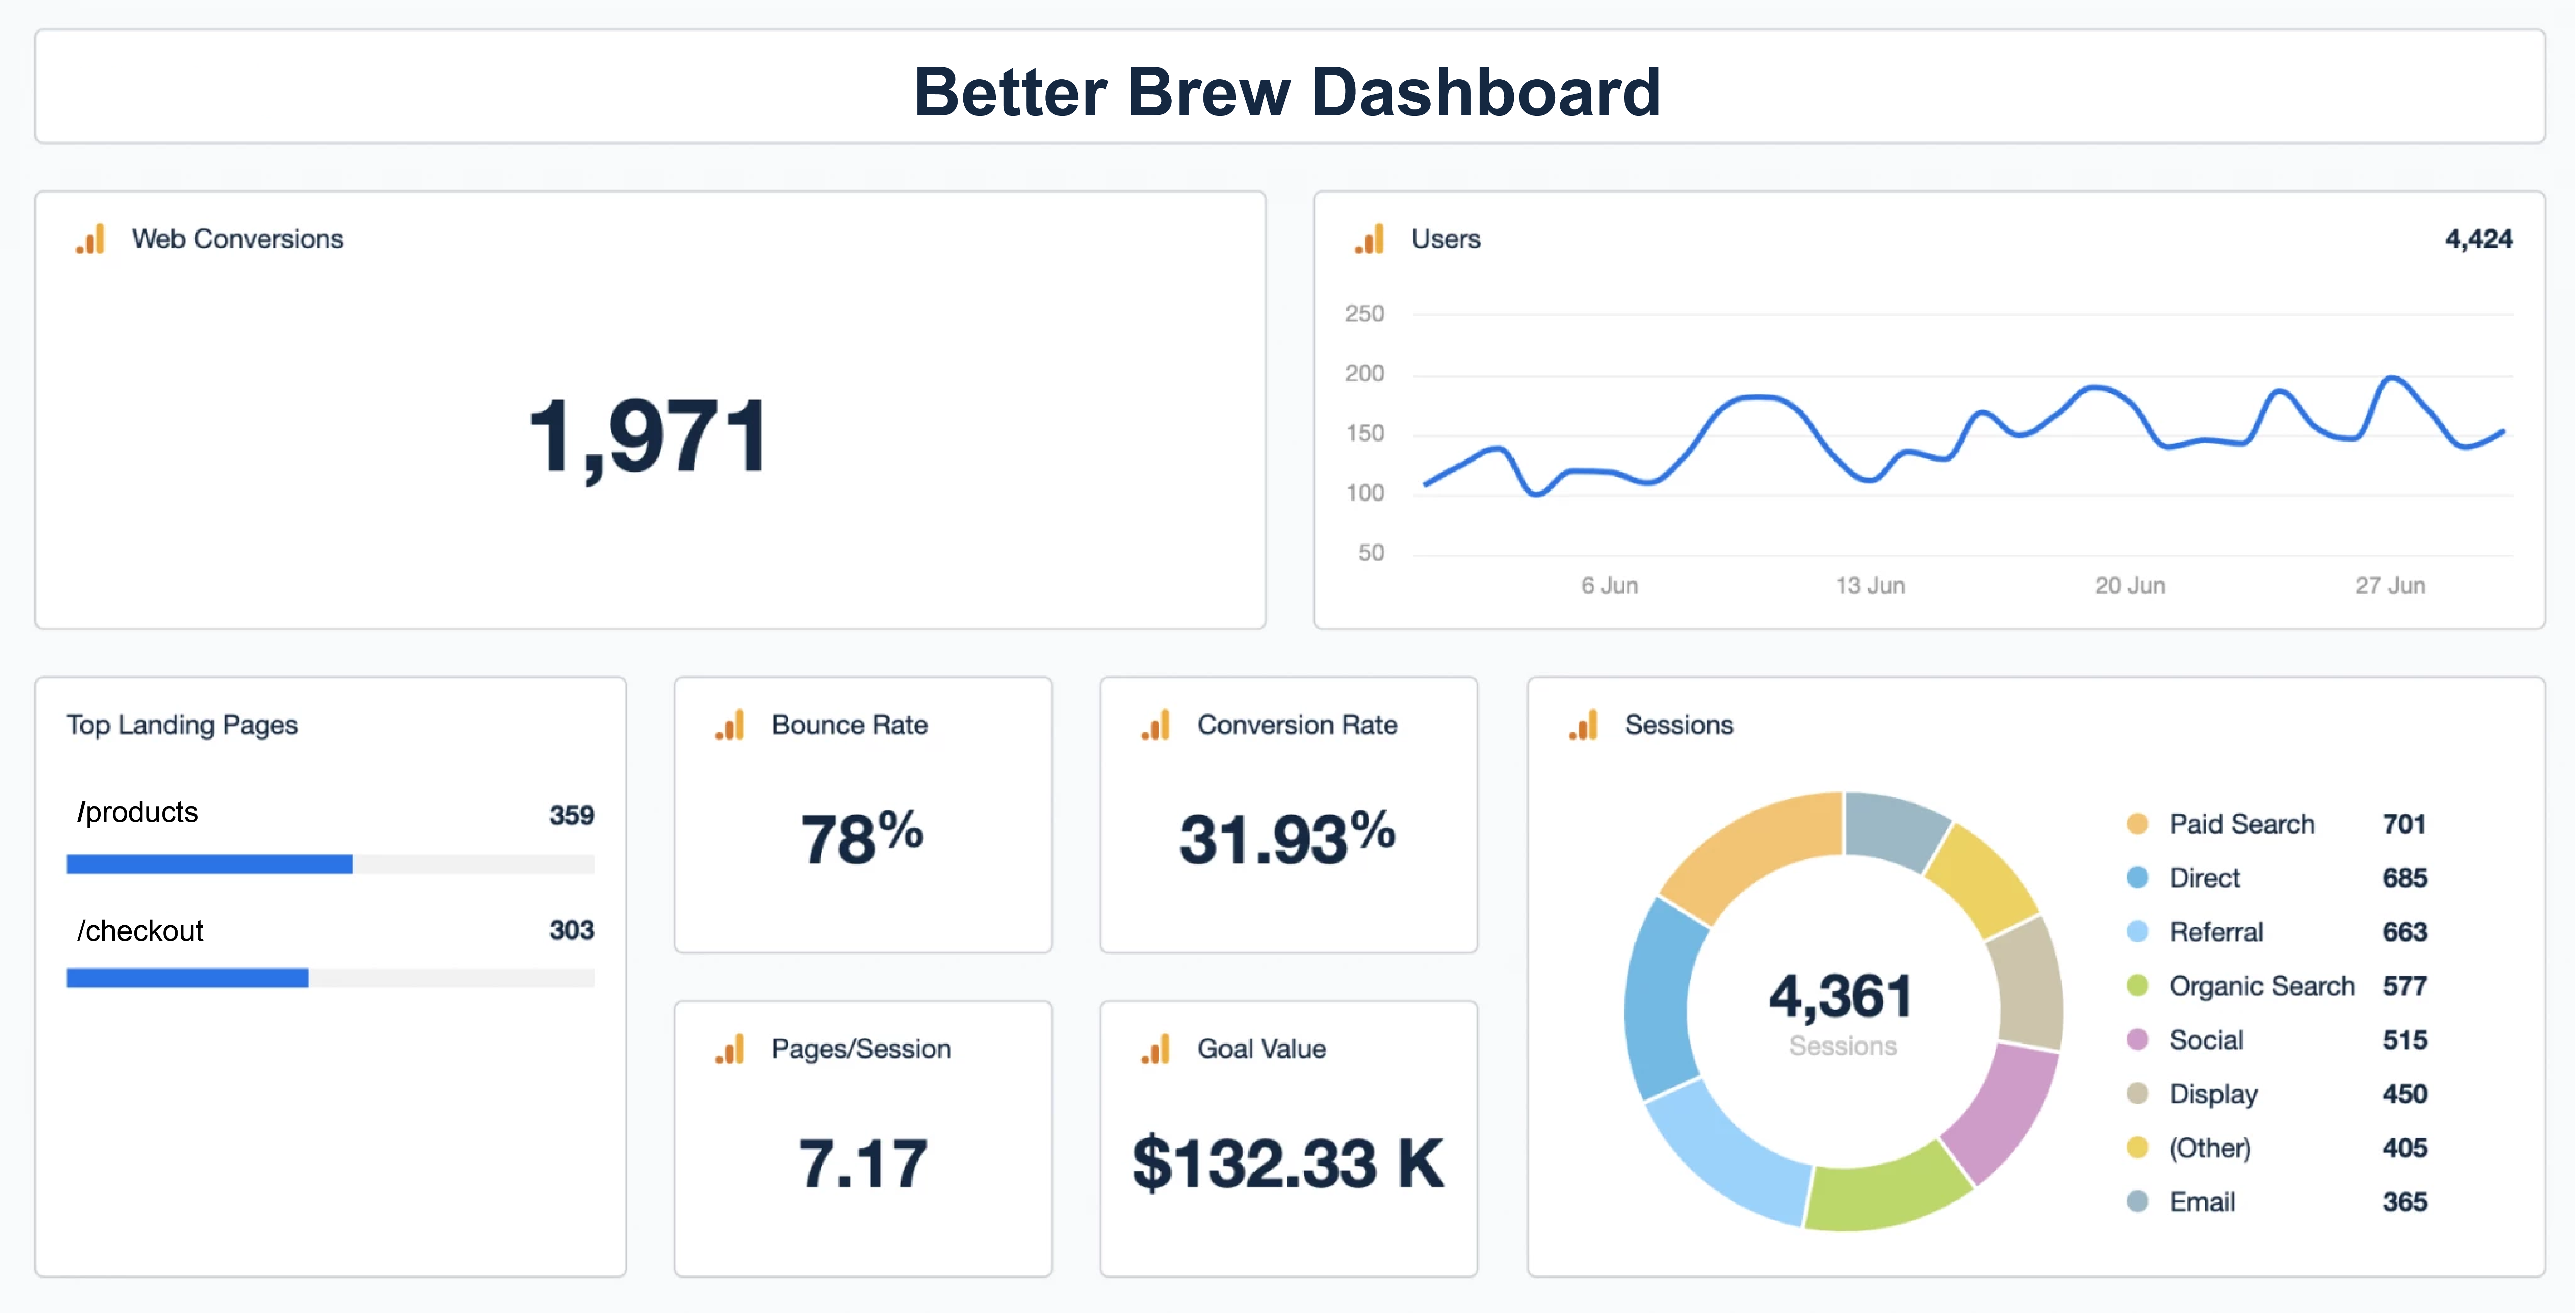 Better Brew Dashboard
Web Conversions
1,971
Users
4,424
250
200
150
100
50
6 Jun
13 Jun
20 Jun
27 Jun
Top Landing Pages
/products 359
/checkout 303
Bounce Rate
78%
Conversion Rate
31.93%
Pages/Session
7.17
Goal Value
$132.33 K
Sessions
4,361
Sessions
Paid Search 701
Direct 685
Referral 663
Organic Search 577
Social 515
Display 450
(Other) 405
Email 365